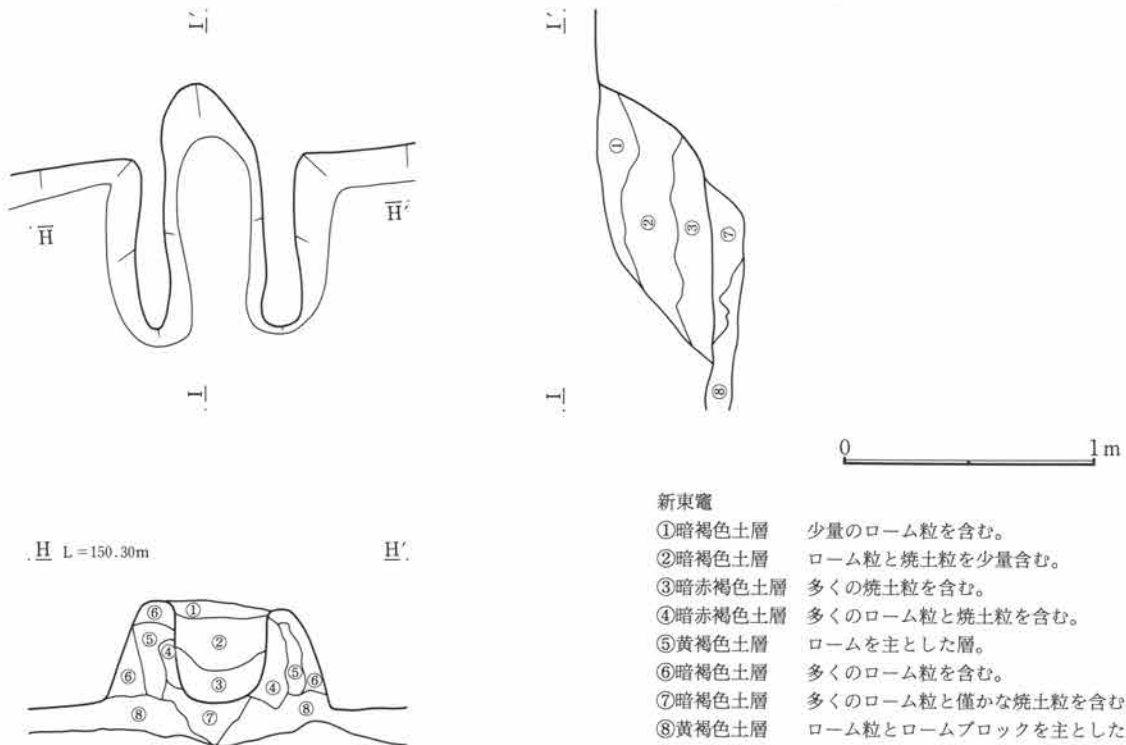 I′
I′
①
②
③
⑦
H
H′
I
I
⑧
0 1m
新東竈
①暗褐色土層 少量のローム粒を含む。
②暗褐色土層 ローム粒と焼土粒を少量含む。
③暗赤褐色土層 多くの焼土粒を含む。
④暗赤褐色土層 多くのローム粒と焼土粒を含む。
⑤黄褐色土層 ロームを主とした層。
⑥暗褐色土層 多くのローム粒を含む。
⑦暗褐色土層 多くのローム粒と僅かな焼土粒を含む
⑧黄褐色土層 ローム粒とロームブロックを主とした
H L=150.30m H′
⑥ ①
⑤ ②
④ ⑤
⑥ ③ ④ ⑥
⑧ ⑦ ⑧